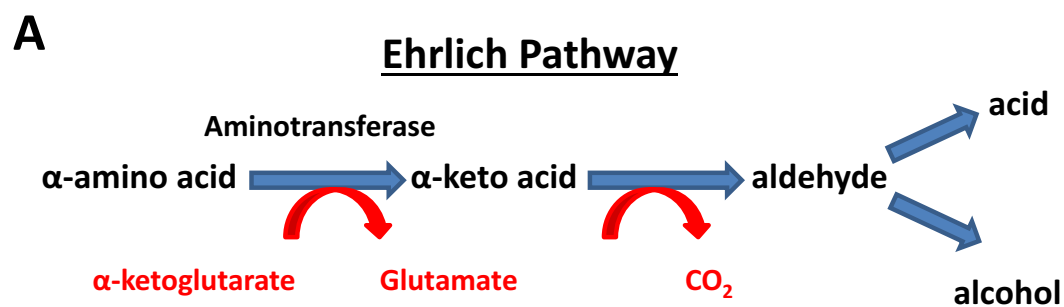 A
Ehrlich Pathway
Aminotransferase
α-amino acid
α-keto acid
aldehyde
acid
alcohol
α-ketoglutarate
Glutamate
CO₂